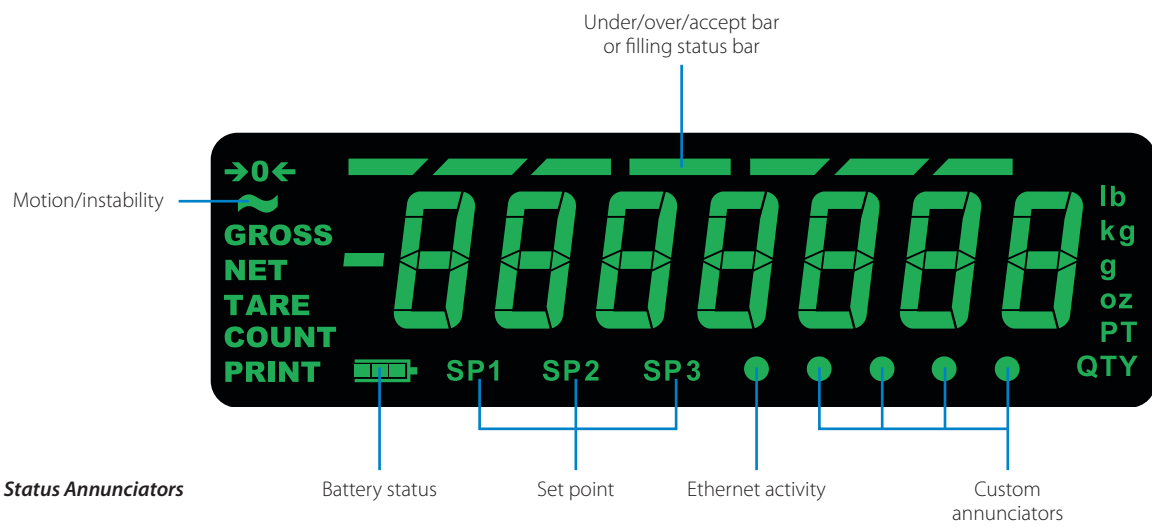 Under/over/accept bar
or filling status bar
Motion/instability
→0←
~
GROSS
NET
TARE
COUNT
PRINT
-8888888
lb
kg
g
oz
PT
QTY
SP1 SP2 SP3
Status Annunciators
Battery status
Set point
Ethernet activity
Custom
annunciators